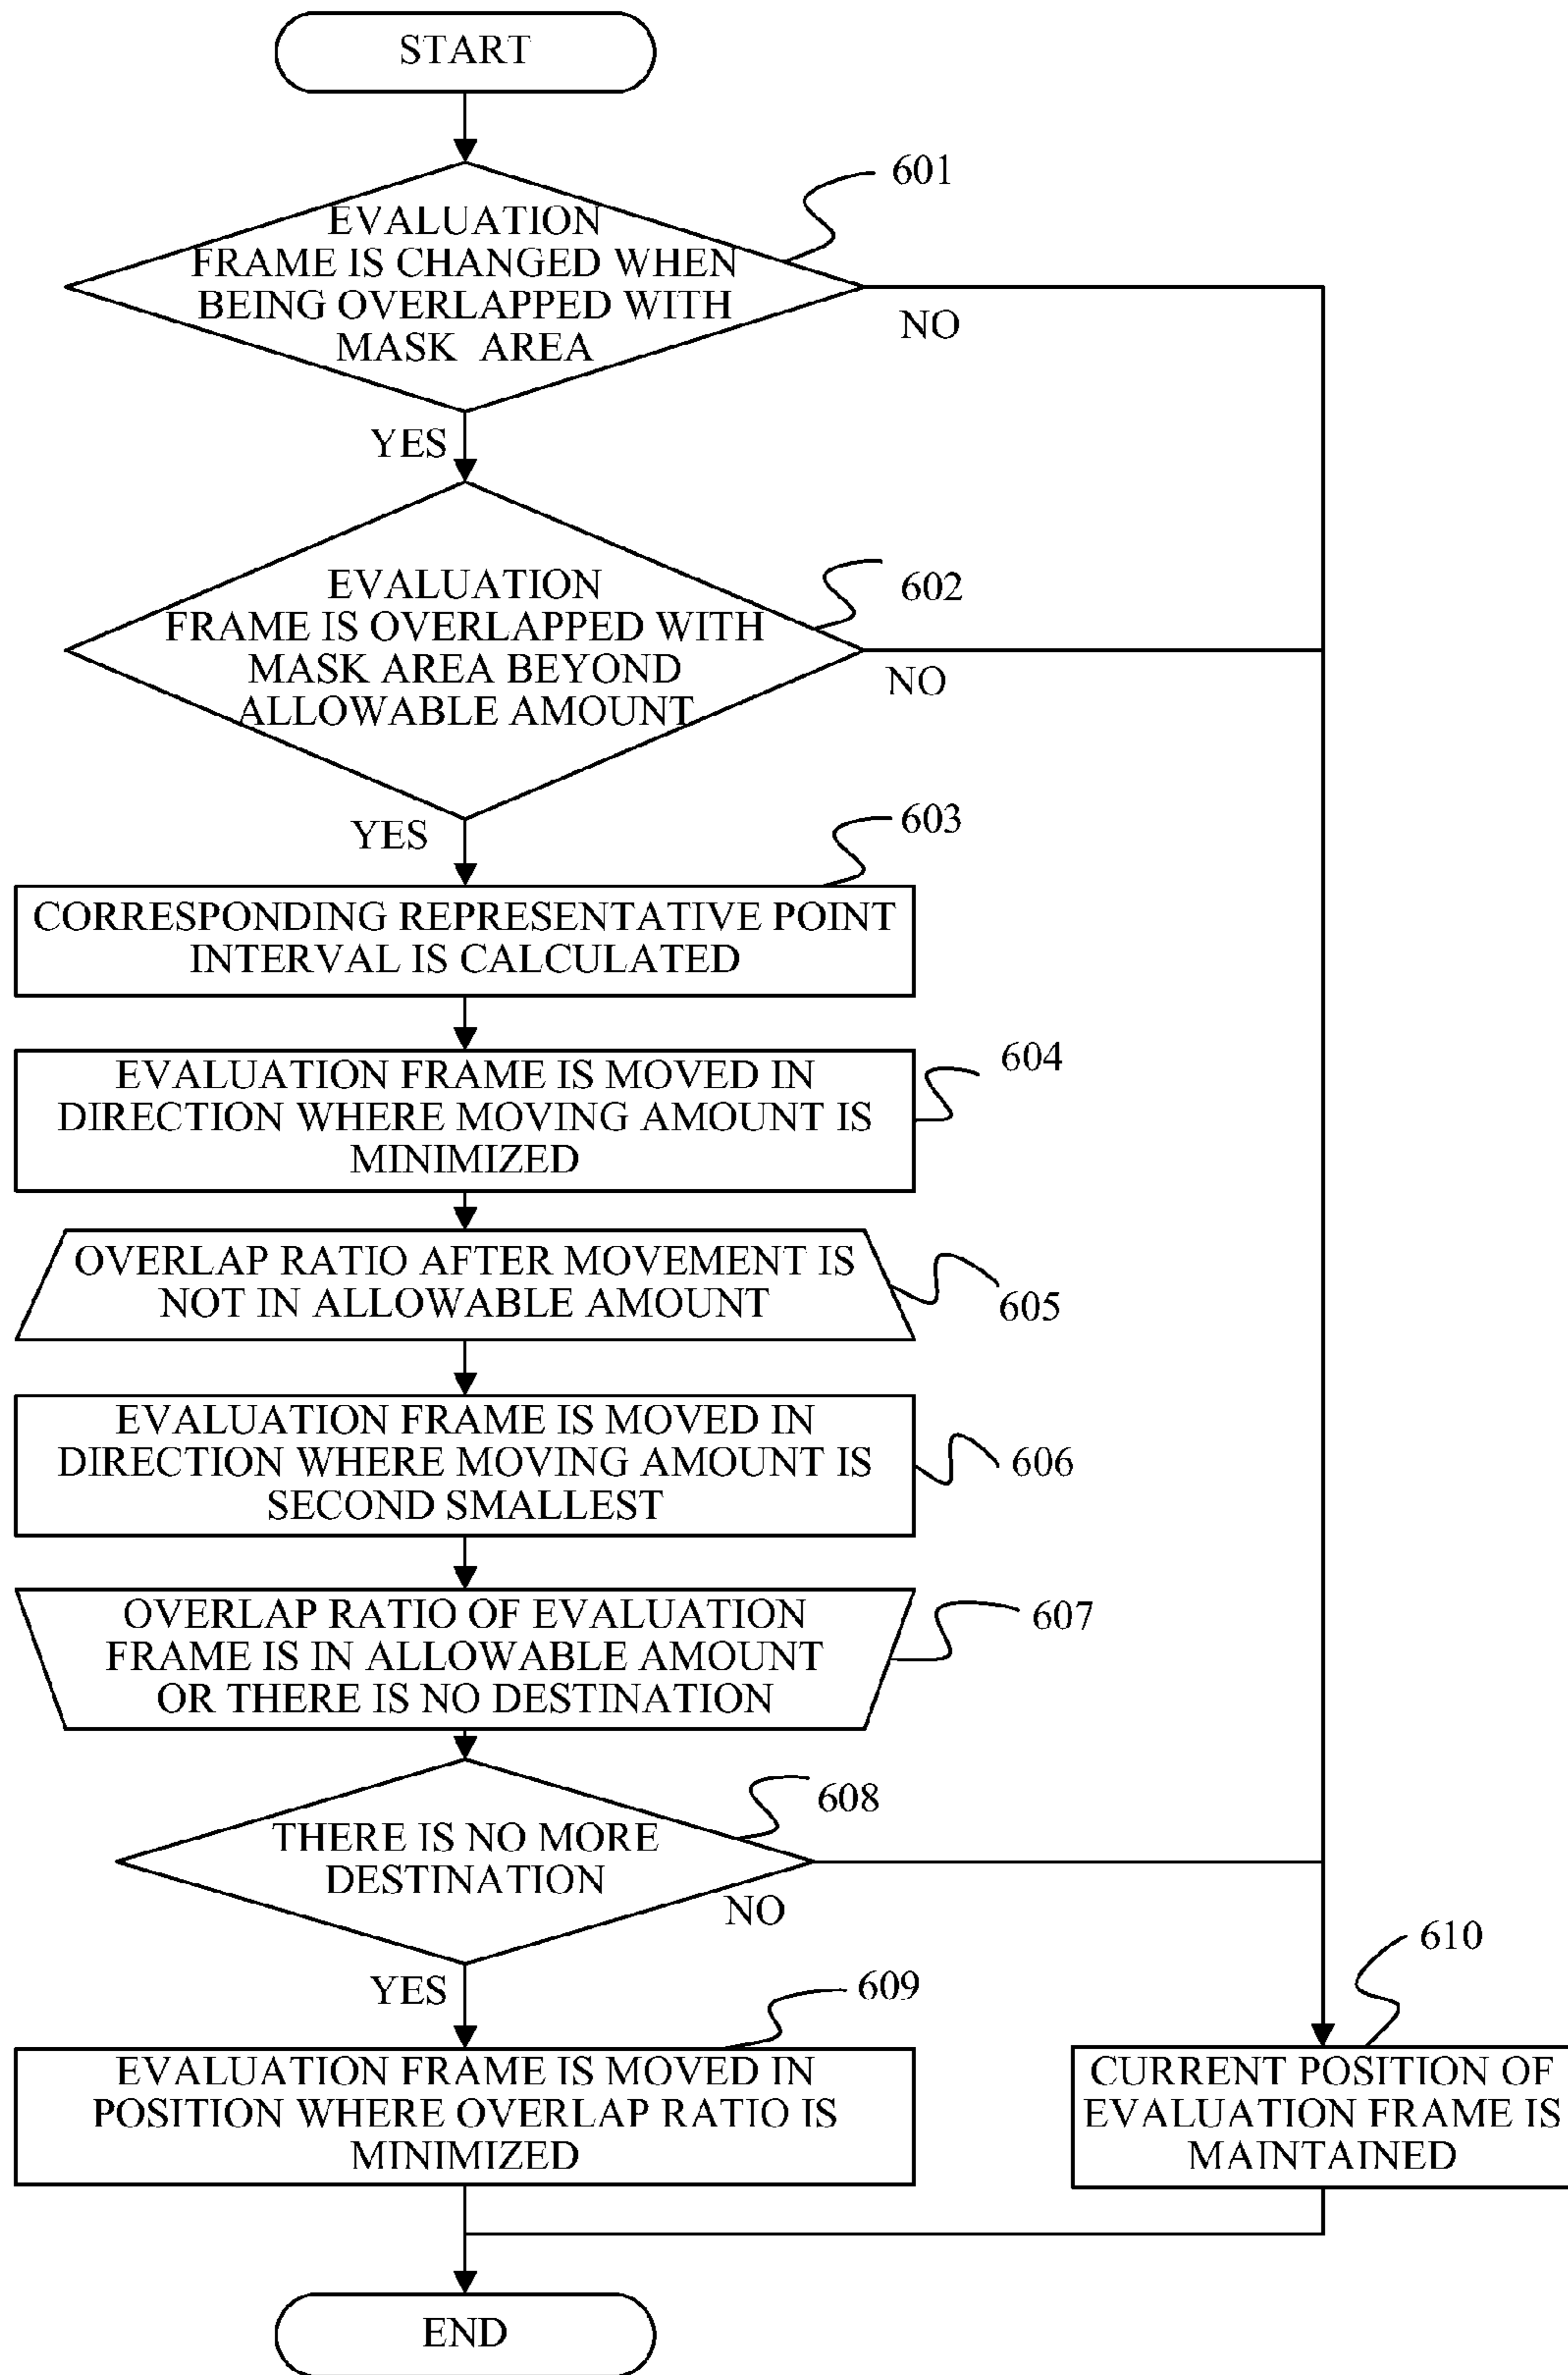 START
601
EVALUATION
FRAME IS CHANGED WHEN
BEING OVERLAPPED WITH
MASK AREA
NO
YES
602
EVALUATION
FRAME IS OVERLAPPED WITH
MASK AREA BEYOND
ALLOWABLE AMOUNT
NO
YES
603
CORRESPONDING REPRESENTATIVE POINT
INTERVAL IS CALCULATED
604
EVALUATION FRAME IS MOVED IN
DIRECTION WHERE MOVING AMOUNT IS
MINIMIZED
OVERLAP RATIO AFTER MOVEMENT IS
NOT IN ALLOWABLE AMOUNT
605
EVALUATION FRAME IS MOVED IN
DIRECTION WHERE MOVING AMOUNT IS
SECOND SMALLEST
606
OVERLAP RATIO OF EVALUATION
FRAME IS IN ALLOWABLE AMOUNT
OR THERE IS NO DESTINATION
607
608
THERE IS NO MORE
DESTINATION
NO
YES
609
EVALUATION FRAME IS MOVED IN
POSITION WHERE OVERLAP RATIO IS
MINIMIZED
610
CURRENT POSITION OF
EVALUATION FRAME IS
MAINTAINED
END